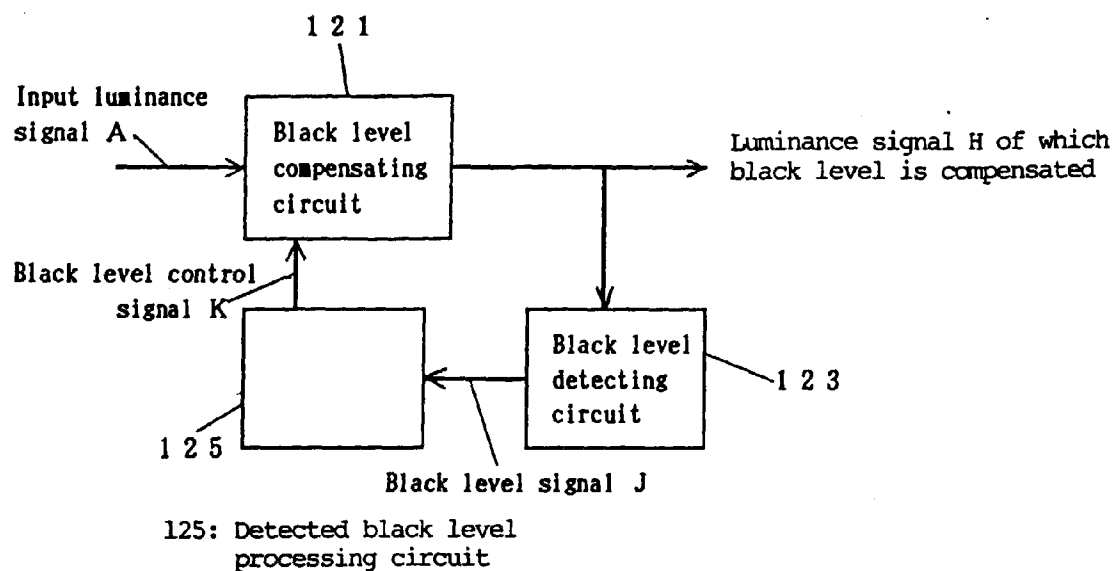 1 2 1
Input luminance
signal A
Black level
compensating
circuit
Luminance signal H of which
black level is compensated
Black level control
signal K
Black level
detecting
circuit
1 2 3
1 2 5
Black level signal J
125: Detected black level
processing circuit